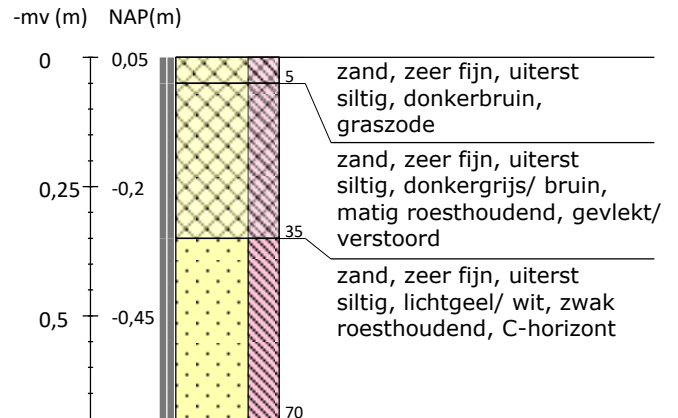 -mv (m) NAP(m)
0 0,05
5
zand, zeer fijn, uiterst
siltig, donkerbruin,
graszode
zand, zeer fijn, uiterst
siltig, donkergrijs/ bruin,
matig roesthoudend, gevlekt/
verstoord
0,25 -0,2
35
zand, zeer fijn, uiterst
siltig, lichtgeel/ wit, zwak
roesthoudend, C-horizont
0,5 -0,45
70